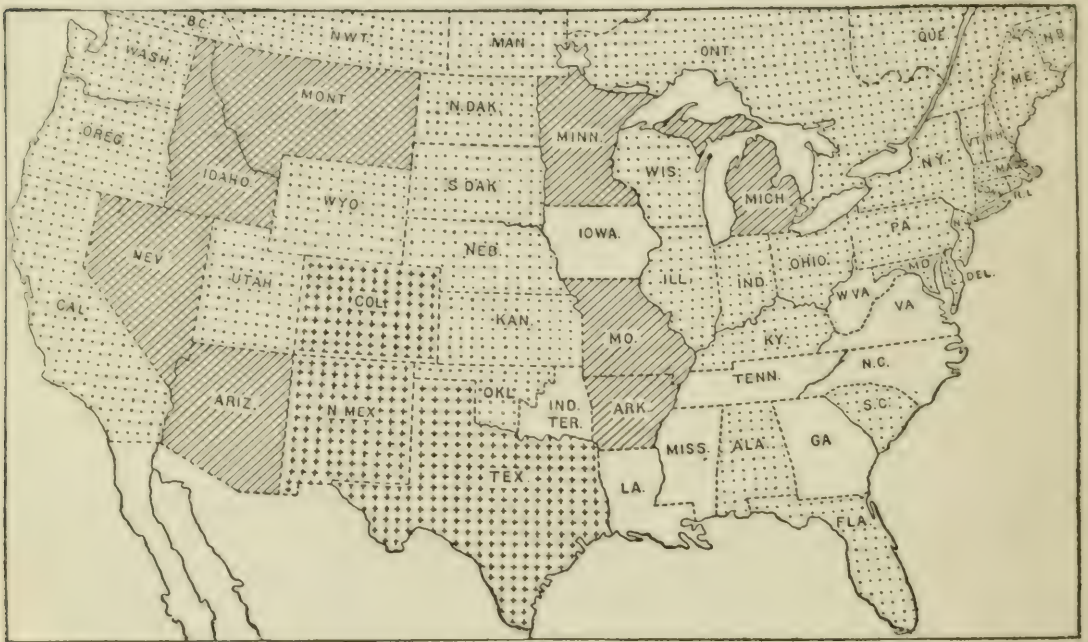 B.C.
N.W.T.
MAN
ONT.
QUE.
N.B.
WASH.
MONT
N.DAK.
MINN.
ME.
OREG.
IDAHO.
WYO
S.DAK.
WIS.
MICH
N.Y.
VT.
N.H.
MASS.
R.I.
NEV.
UTAH
COL.
NEB.
IOWA.
ILL.
IND.
OHIO.
PA
N.J.
MD.
DEL.
CAL.
KAN.
MO.
KY.
W.VA
VA.
ARIZ.
N.MEX.
OKL.
IND.
TER.
ARK.
TENN.
N.C.
S.C.
TEX.
LA.
MISS.
ALA.
GA
FLA.